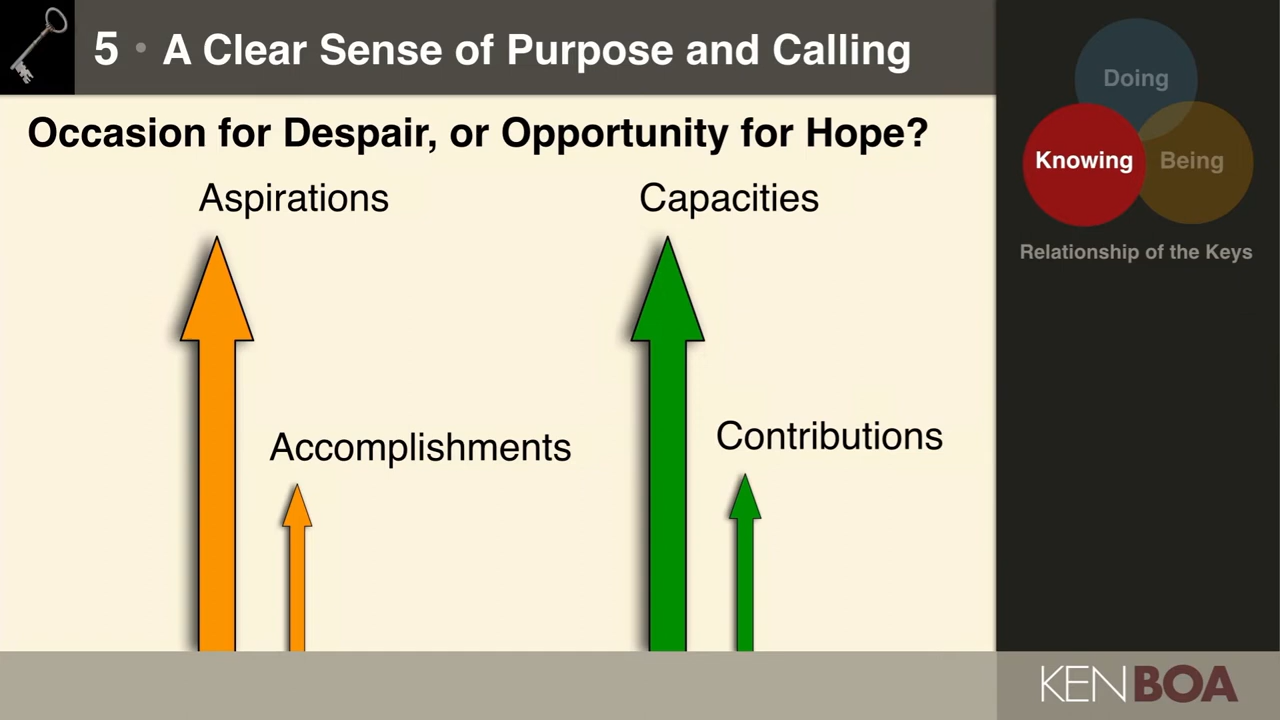 5 • A Clear Sense of Purpose and Calling
Occasion for Despair, or Opportunity for Hope?
Aspirations
Capacities
Accomplishments
Contributions
Doing
Knowing
Being
Relationship of the Keys
KENBOA